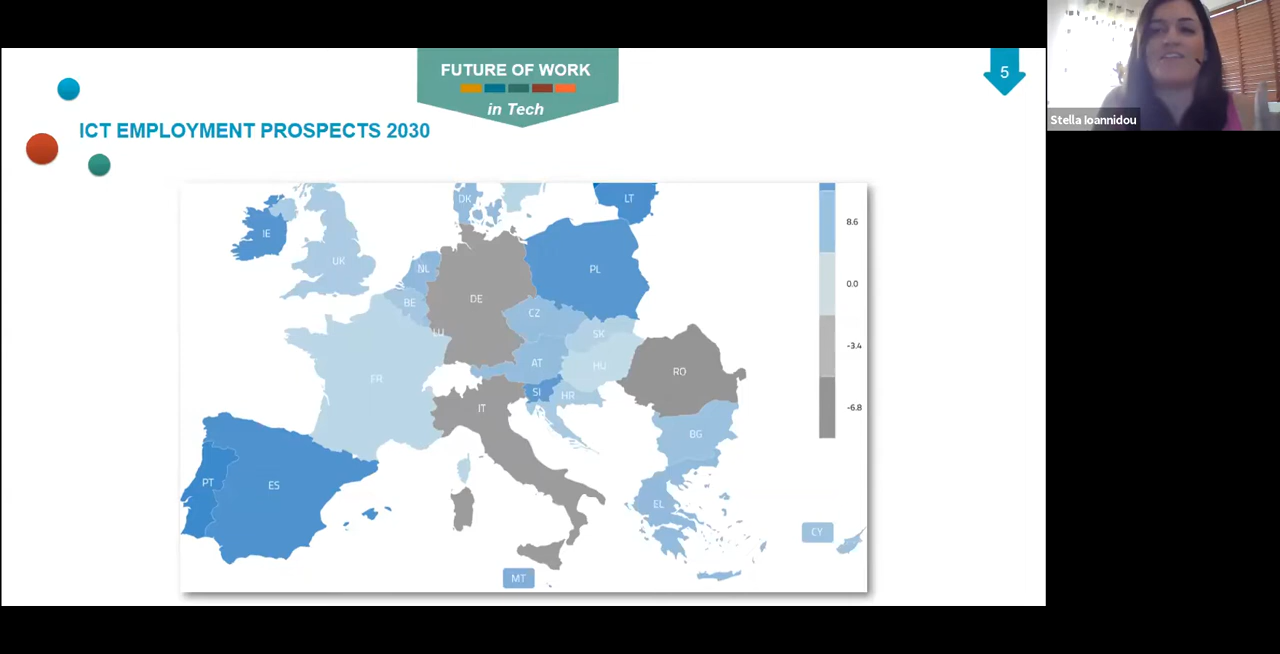 FUTURE OF WORK
in Tech
5
Stella Ioannidou
ICT EMPLOYMENT PROSPECTS 2030
DK
LT
8.6
IE
UK
NL
PL
0.0
DE
BE
CZ
LU
SK
-3.4
AT
HU
RO
FR
SI
HR
IT
-6.8
BG
PT
ES
EL
CY
MT